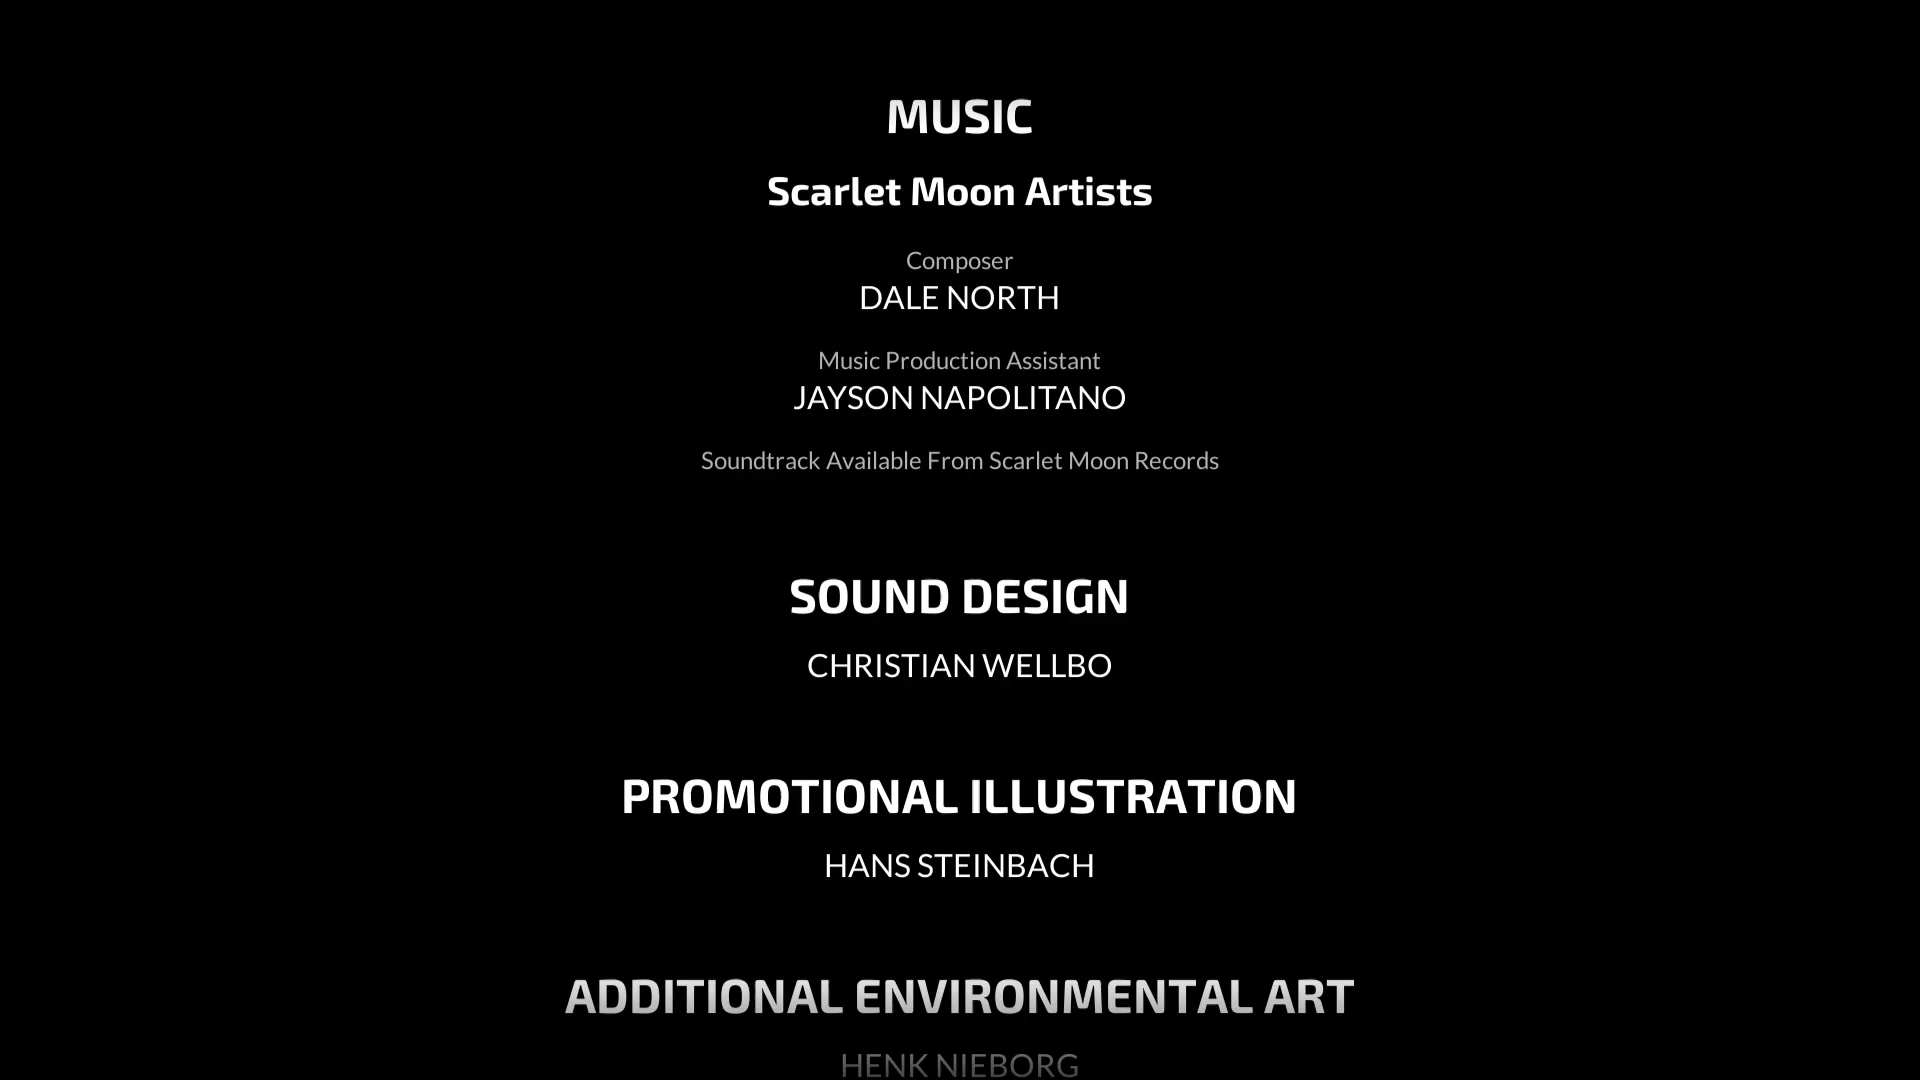 MUSIC
Scarlet Moon Artists
Composer
DALE NORTH
Music Production Assistant
JAYSON NAPOLITANO
Soundtrack Available From Scarlet Moon Records
SOUND DESIGN
CHRISTIAN WELLBO
PROMOTIONAL ILLUSTRATION
HANS STEINBACH
ADDITIONAL ENVIRONMENTAL ART
HENK NIEBORG